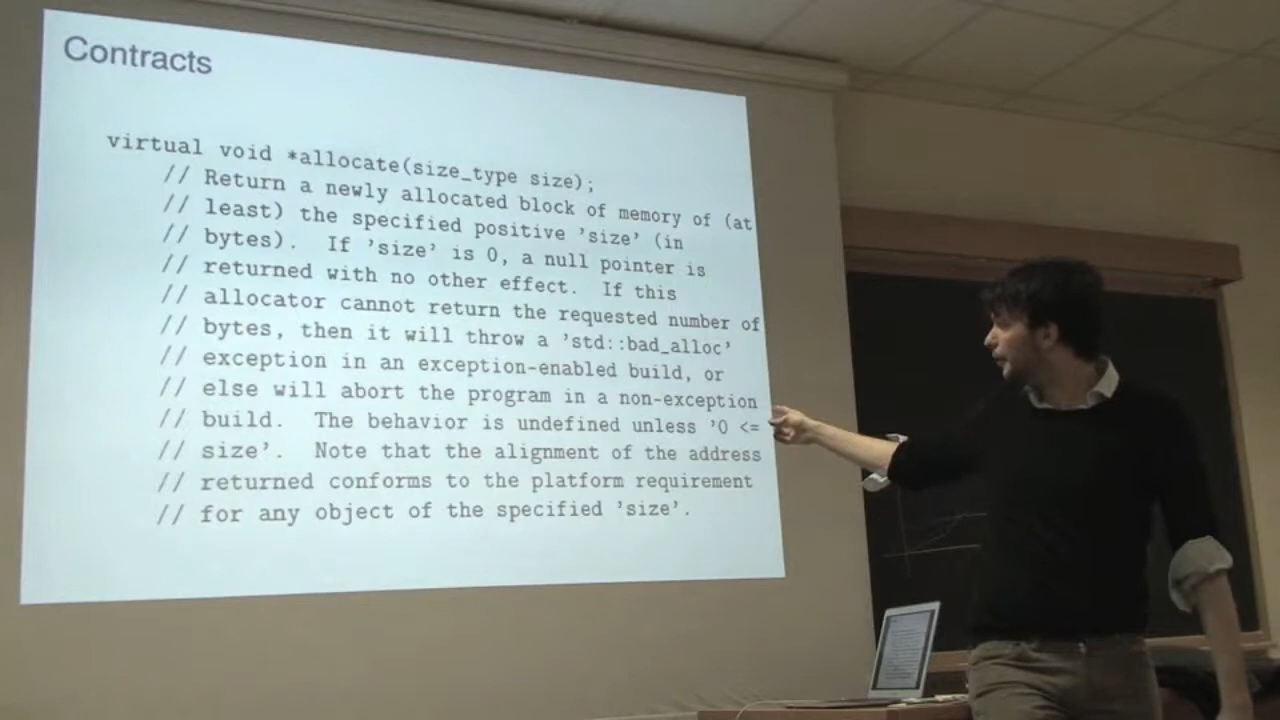 Contracts
virtual void *allocate(size_type size);
// Return a newly allocated block of memory of (at
// least) the specified positive 'size' (in
// bytes). If 'size' is 0, a null pointer is
// returned with no other effect. If this
// allocator cannot return the requested number of
// bytes, then it will throw a 'std::bad_alloc'
// exception in an exception-enabled build, or
// else will abort the program in a non-exception
// build. The behavior is undefined unless '0 <=
// size'. Note that the alignment of the address
// returned conforms to the platform requirement
// for any object of the specified 'size'.